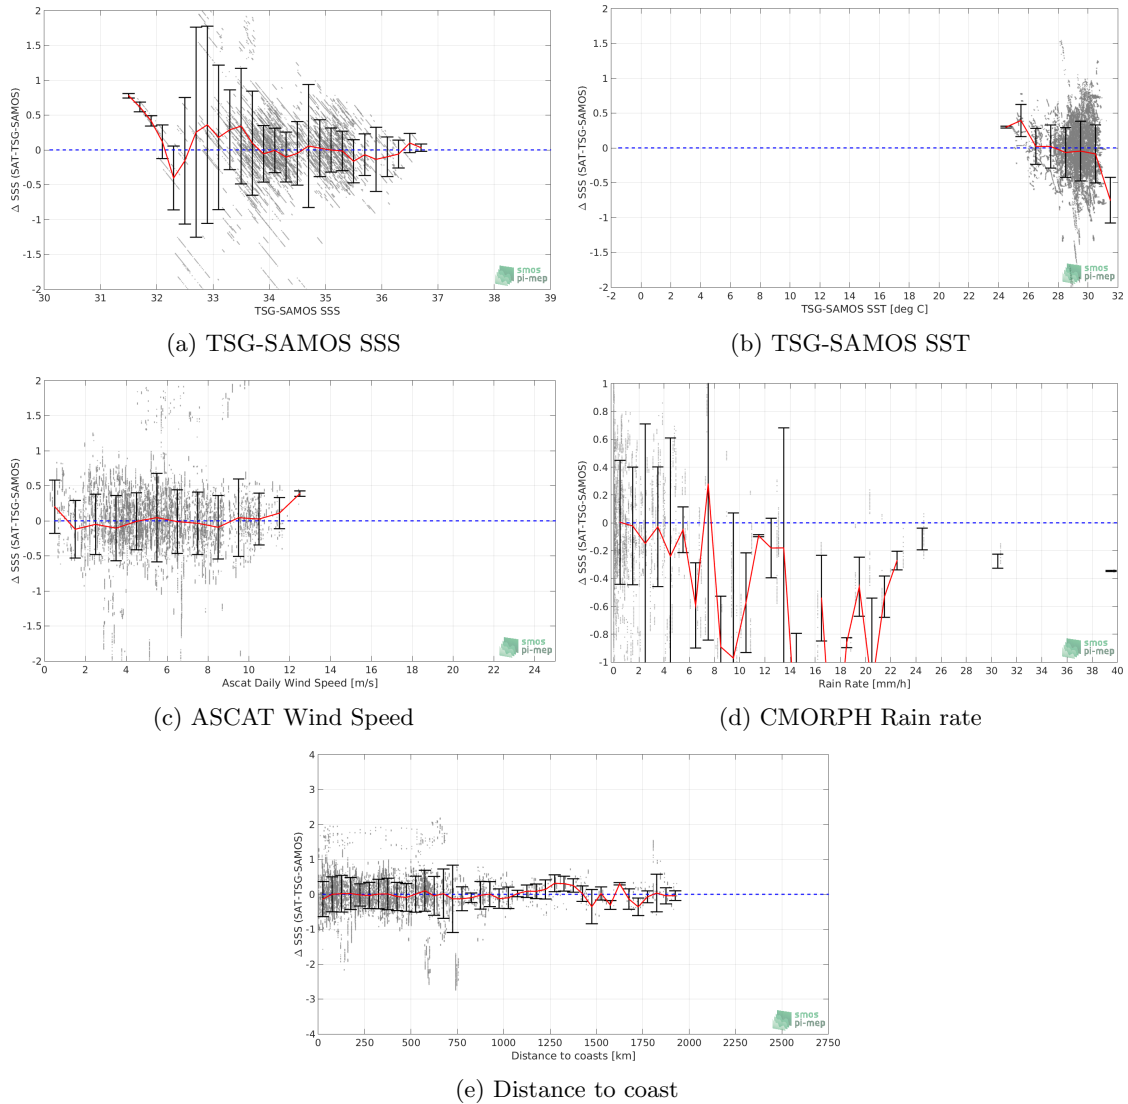 Δ SSS (SAT-TSG-SAMOS)
2
1.5
1
0.5
0
-0.5
-1
-1.5
-2
30 31 32 33 34 35 36 37 38 39
TSG-SAMOS SSS
smos
pi-mep
(a) TSG-SAMOS SSS
Δ SSS (SAT-TSG-SAMOS)
2
1.5
1
0.5
0
-0.5
-1
-1.5
-2
-2 0 2 4 6 8 10 12 14 16 18 20 22 24 26 28 30 32
TSG-SAMOS SST [deg C]
smos
pi-mep
(b) TSG-SAMOS SST
Δ SSS (SAT-TSG-SAMOS)
2
1.5
1
0.5
0
-0.5
-1
-1.5
-2
0 2 4 6 8 10 12 14 16 18 20 22 24
Ascat Daily Wind Speed [m/s]
smos
pi-mep
(c) ASCAT Wind Speed
Δ SSS (SAT-TSG-SAMOS)
1
0.8
0.6
0.4
0.2
0
-0.2
-0.4
-0.6
-0.8
-1
0 2 4 6 8 10 12 14 16 18 20 22 24 26 28 30 32 34 36 38 40
Rain Rate [mm/h]
smos
pi-mep
(d) CMORPH Rain rate
Δ SSS (SAT-TSG-SAMOS)
4
3
2
1
0
-1
-2
-3
-4
0 250 500 750 1000 1250 1500 1750 2000 2250 2500 2750
Distance to coasts [km]
smos
pi-mep
(e) Distance to coast